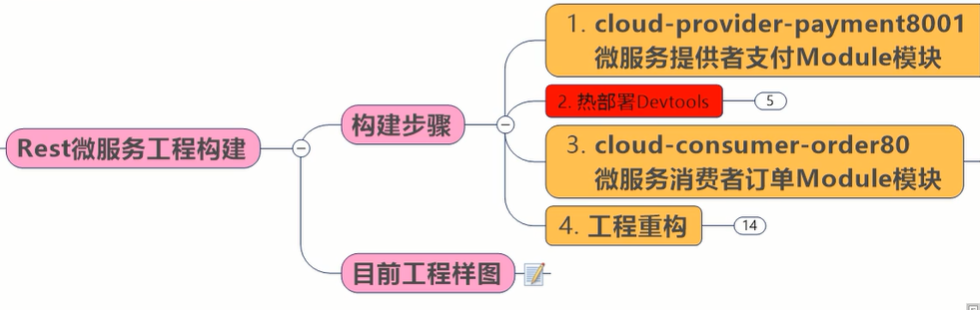 1. cloud-provider-payment8001
微服务提供者支付Module模块
2. 热部署Devtools
5
构建步骤
Rest微服务工程构建
3. cloud-consumer-order80
微服务消费者订单Module模块
4. 工程重构
14
目前工程样图